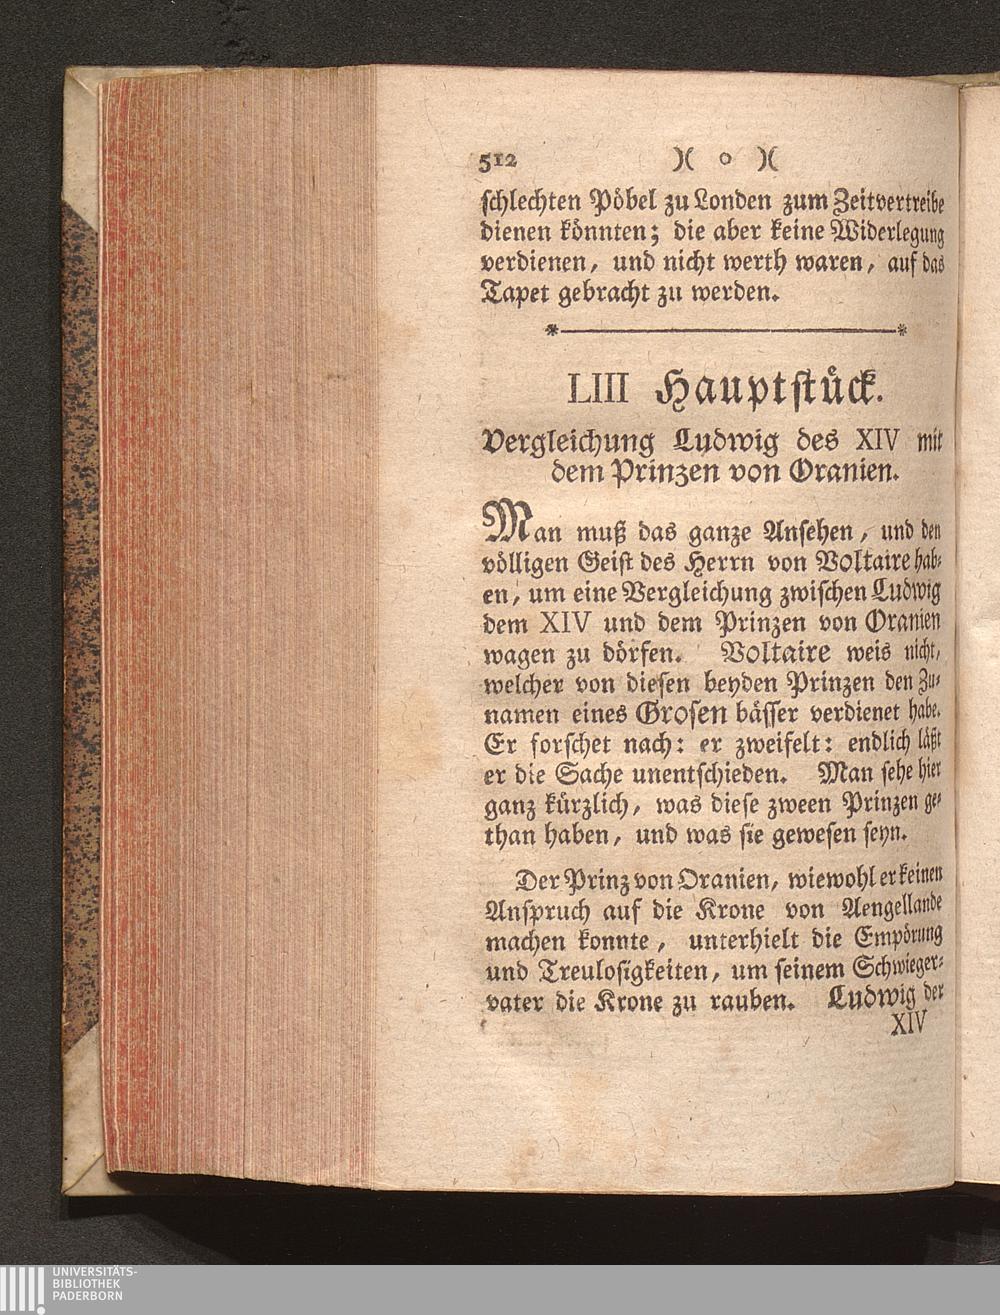 512 )( o )(
schlechten Pöbel zu Londen zum Zeitvertreibe
dienen könnten; die aber keine Widerlegung
verdienen, und nicht werth waren, auf das
Tapet gebracht zu werden.
LIII Hauptstück.
Vergleichung Ludwig des XIV mit
dem Prinzen von Oranien.
Man muß das ganze Ansehen, und den
völligen Geist des Herrn von Voltaire hab-
en, um eine Vergleichung zwischen Ludwig
dem XIV und dem Prinzen von Oranien
wagen zu dörfen. Voltaire weis nicht,
welcher von diesen beyden Prinzen den Zu-
namen eines Grosen bässer verdienet habe.
Er forschet nach: er zweifelt: endlich läßt
er die Sache unentschieden. Man sehe hier
ganz kürzlich, was diese zween Prinzen ge-
than haben, und was sie gewesen seyn.
Der Prinz von Oranien, wiewohl er keinen
Anspruch auf die Krone von Aengellande
machen konnte, unterhielt die Empörung
und Treulosigkeiten, um seinem Schwieger-
vater die Krone zu rauben. Ludwig der
XIV
UNIVERSITÄTS-
BIBLIOTHEK
PADERBORN